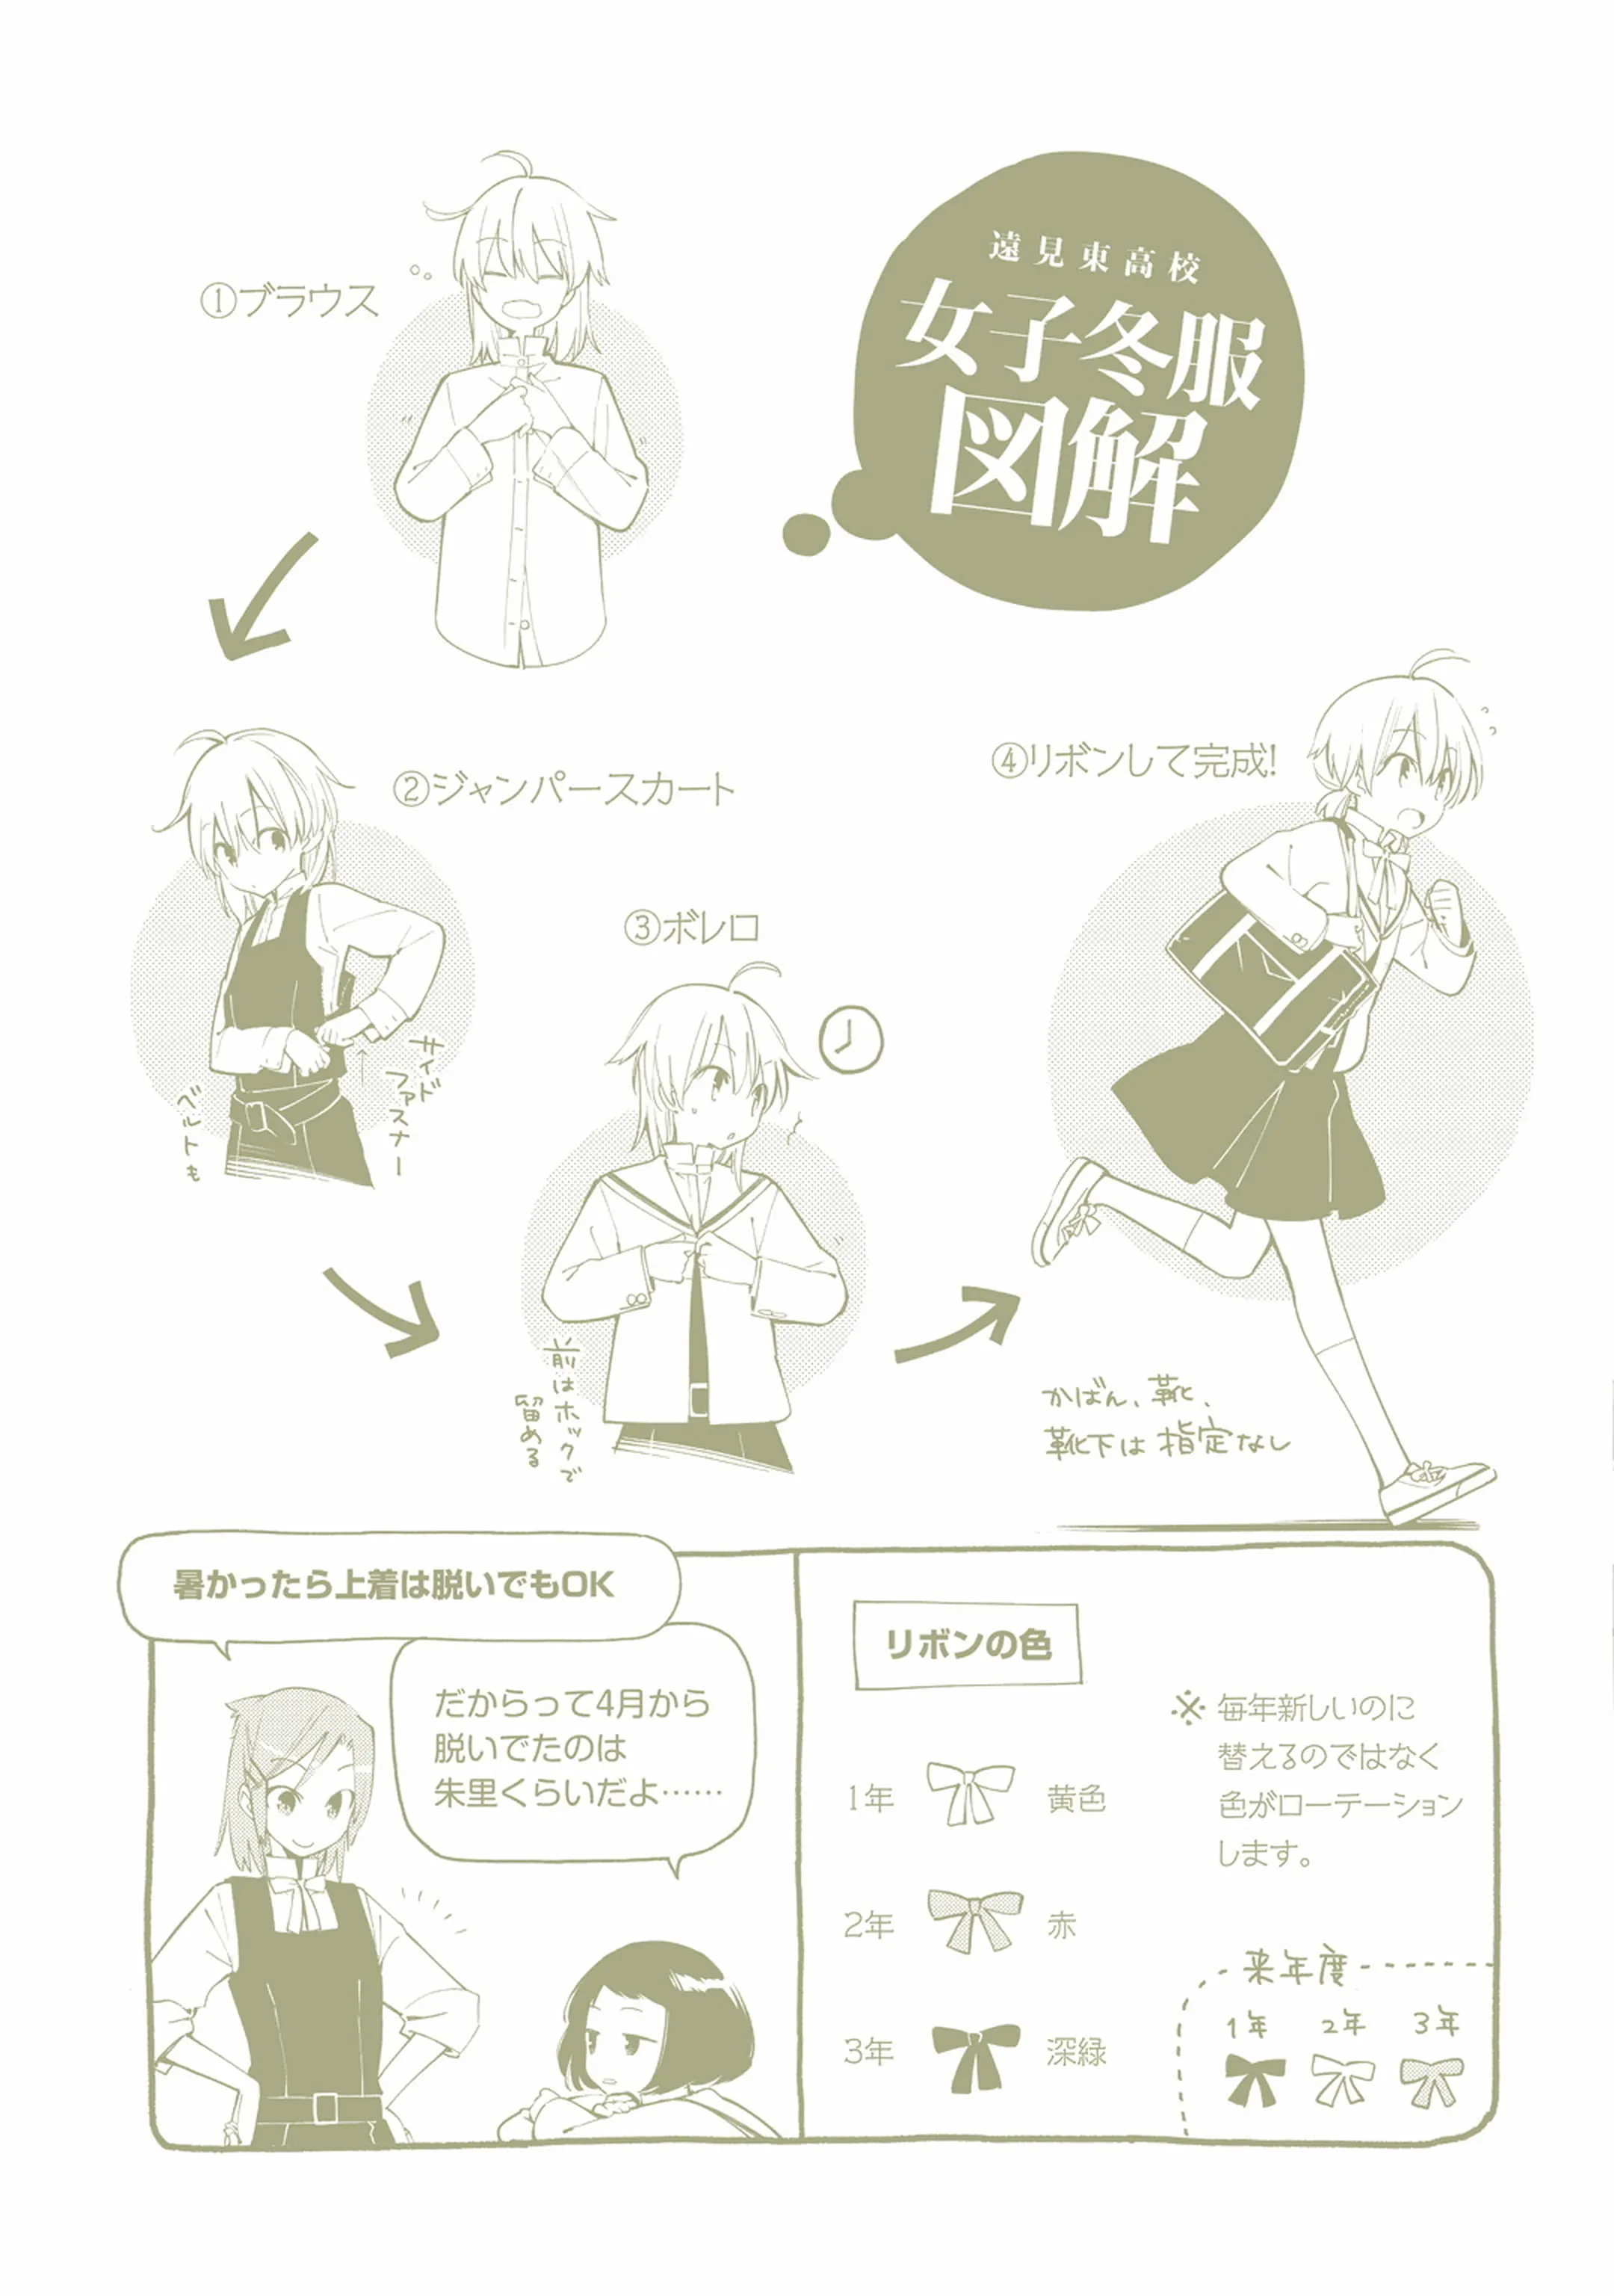 遠見東高校
女子冬服
図解
①ブラウス
②ジャンパースカート
サイド
ファスナー
ベルトも
③ボレロ
前はホックで
留める
④リボンして完成!
かばん、靴、
靴下は指定なし
暑かったら上着は脱いでもOK
だからって4月から
脱いでたのは
朱里くらいだよ……
リボンの色
1年 黄色
2年 赤
3年 深緑
※毎年新しいのに
替えるのではなく
色がローテーション
します。
来年度
1年 2年 3年